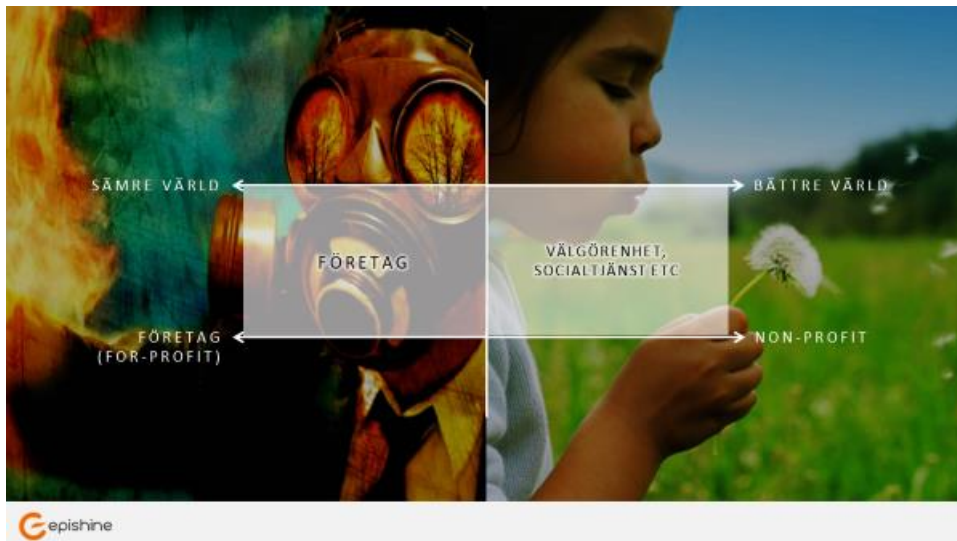 SÄMRE VÄRLD
BÄTTRE VÄRLD
FÖRETAG
VÄLGÖRENHET,
SOCIALTJÄNST ETC
FÖRETAG
(FOR-PROFIT)
NON-PROFIT
epishine